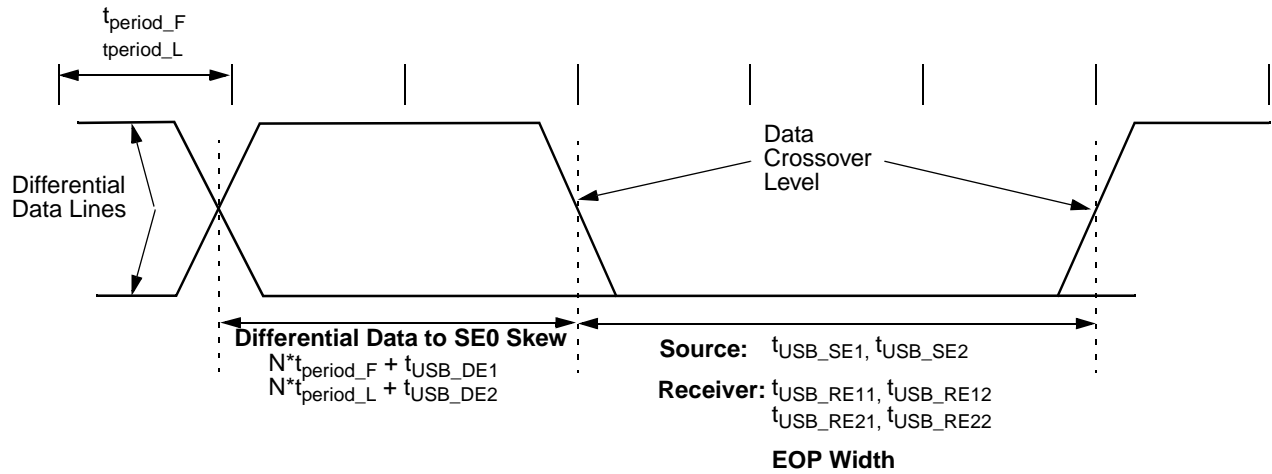 tperiod_F
tperiod_L
Data
Crossover
Level
Differential
Data Lines
Differential Data to SE0 Skew
N*tperiod_F + tUSB_DE1
N*tperiod_L + tUSB_DE2
Source: tUSB_SE1, tUSB_SE2
Receiver: tUSB_RE11, tUSB_RE12
tUSB_RE21, tUSB_RE22
EOP Width